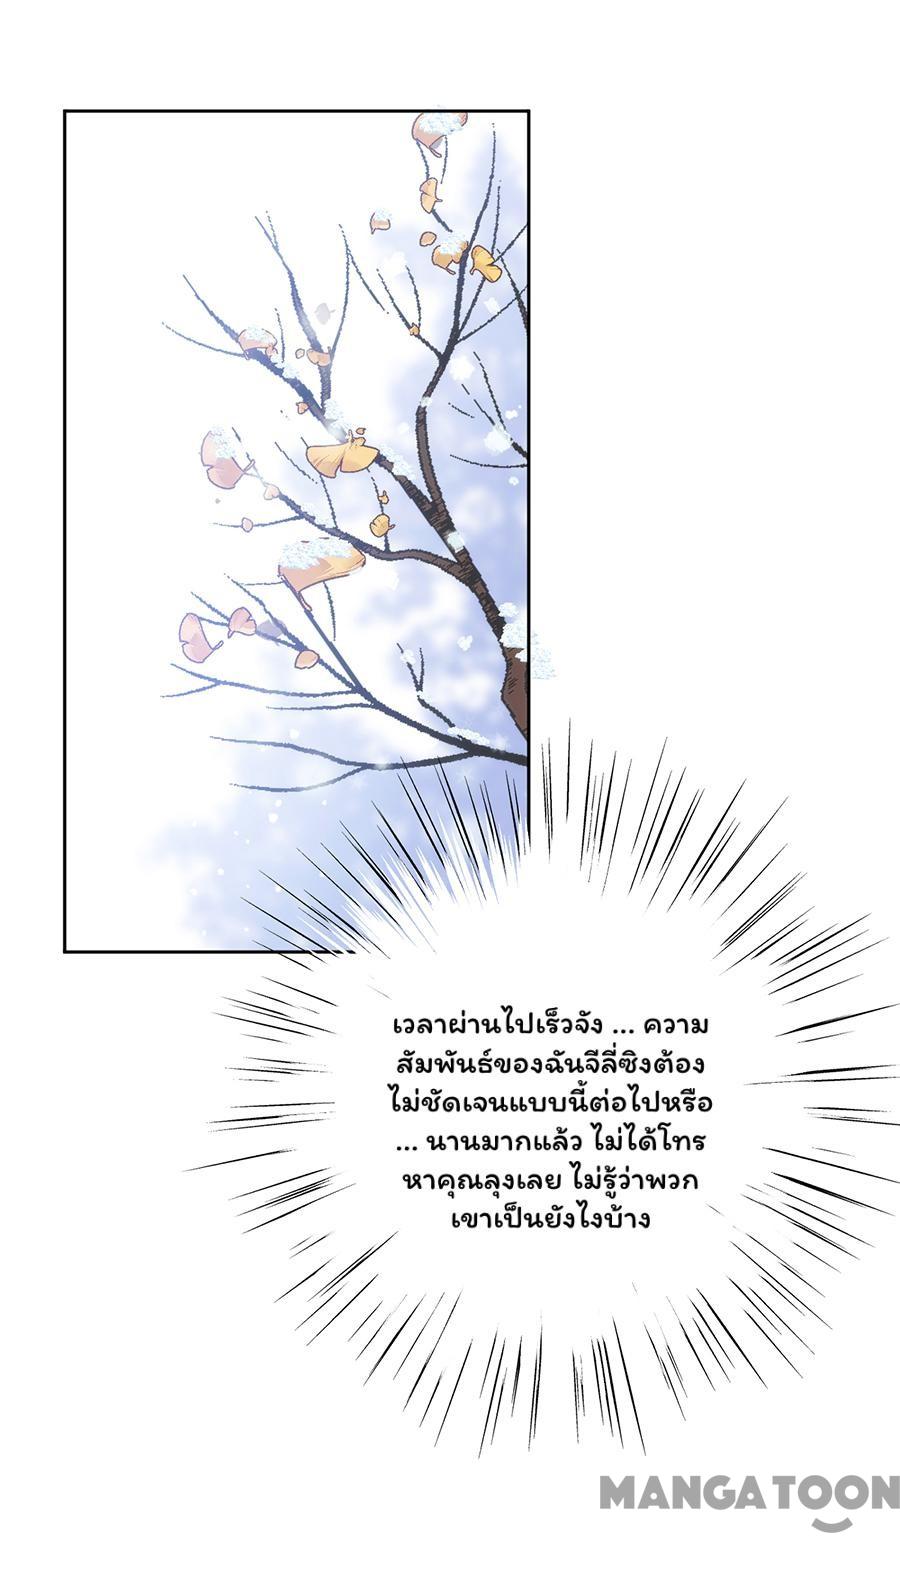 เวลาผ่านไปเร็วจัง ... ความ
สัมพันธ์ของฉันจีลี่ซิงต้อง
ไม่ชัดเจนแบบนี้ต่อไปหรือ
... นานมากแล้ว ไม่ได้โทร
หาคุณลุงเลย ไม่รู้ว่าพวก
เขาเป็นยังไงบ้าง
MANGATOON